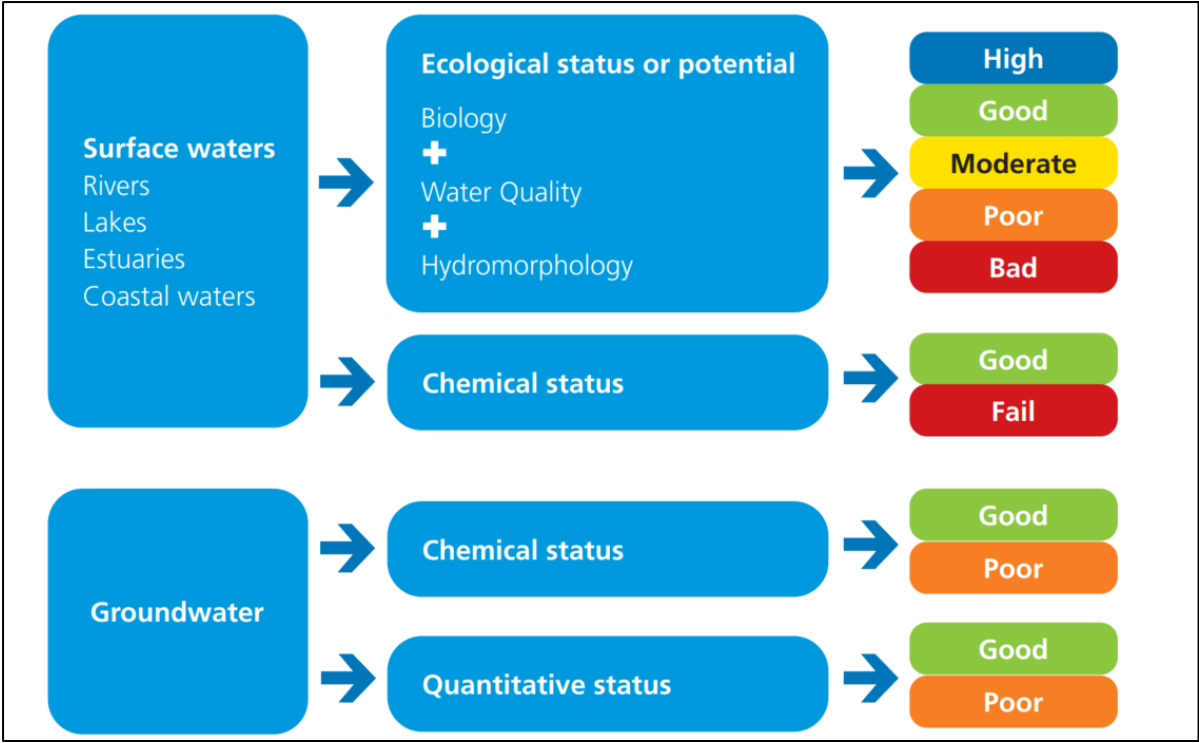 Surface waters
Rivers
Lakes
Estuaries
Coastal waters
Ecological status or potential
Biology
+
Water Quality
+
Hydromorphology
High
Good
Moderate
Poor
Bad
Chemical status
Good
Fail
Groundwater
Chemical status
Good
Poor
Quantitative status
Good
Poor